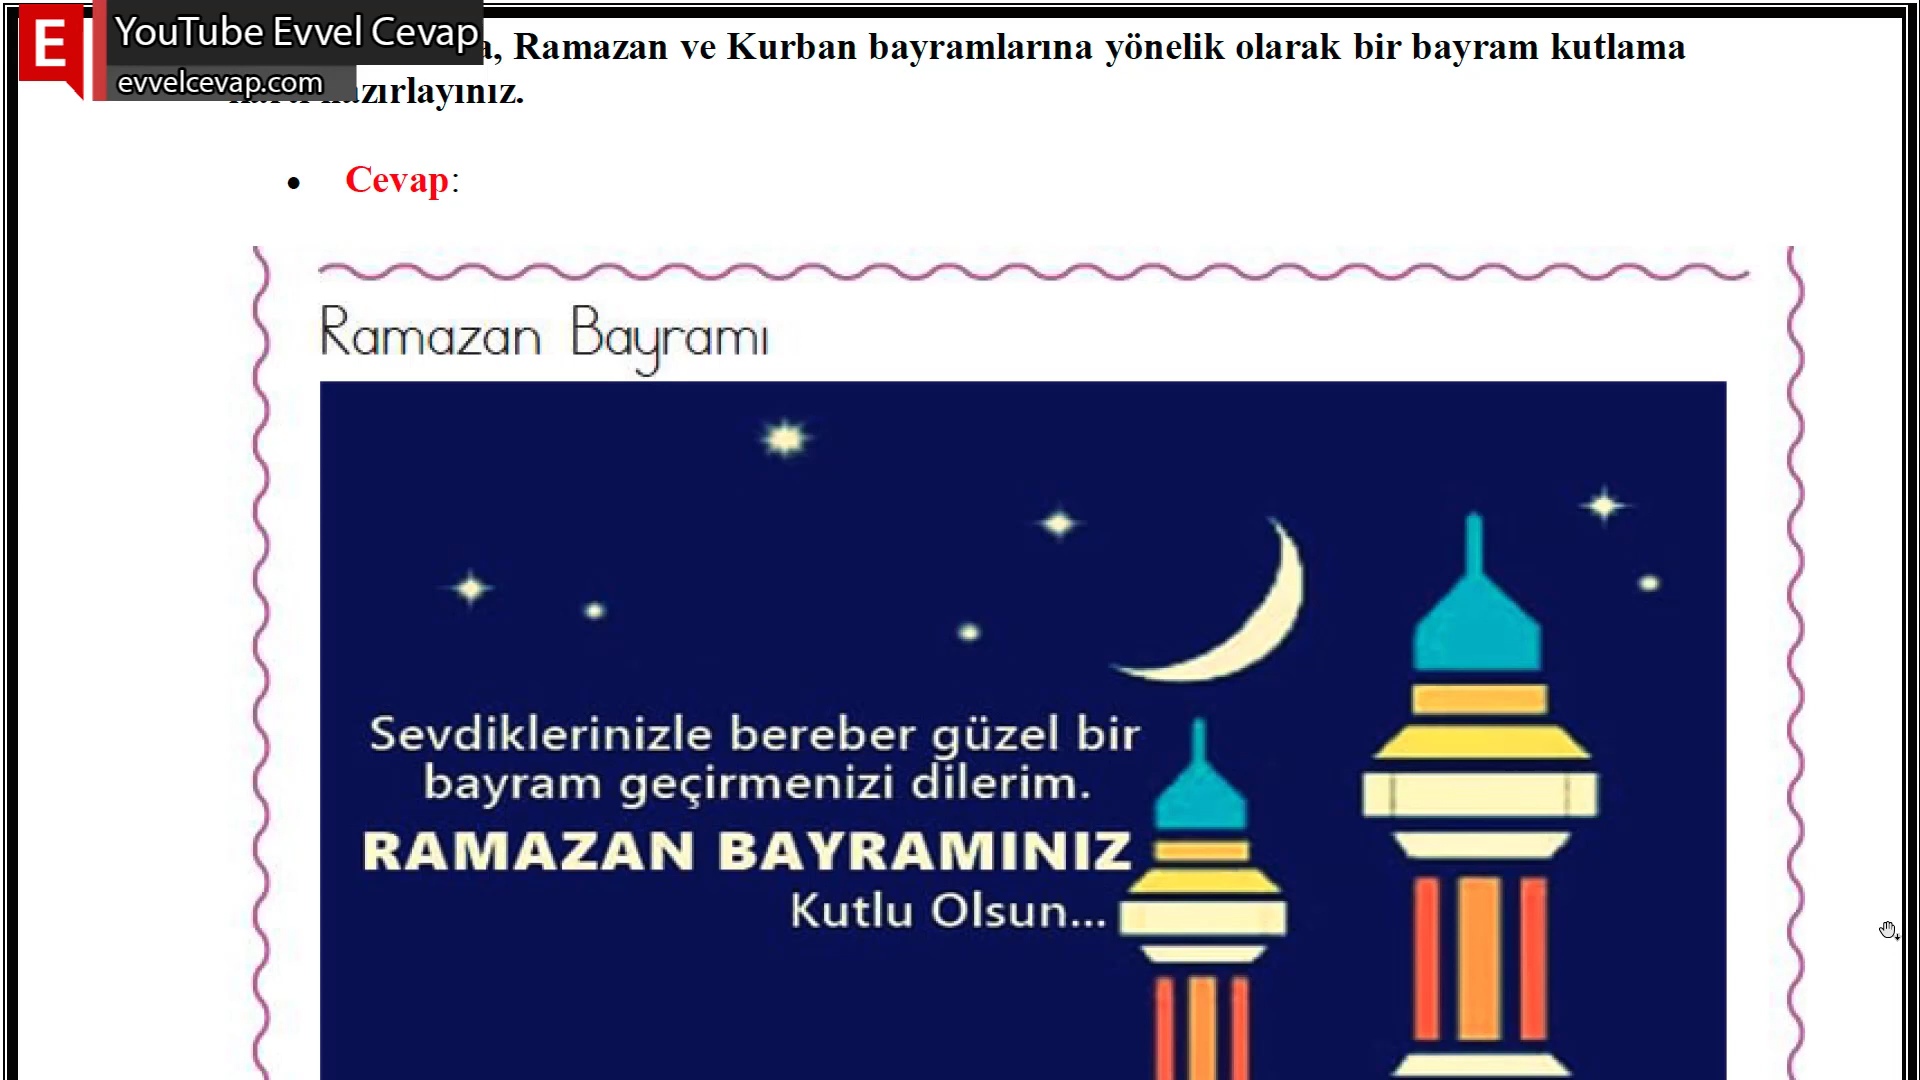 E
YouTube Evvel Cevap
evvelcevap.com
Ramazan ve Kurban bayramlarına yönelik olarak bir bayram kutlama
hazırlayınız.
• Cevap:
Ramazan Bayramı
Sevdiklerinizle bereber güzel bir
bayram geçirmenizi dilerim.
RAMAZAN BAYRAMINIZ
Kutlu Olsun...